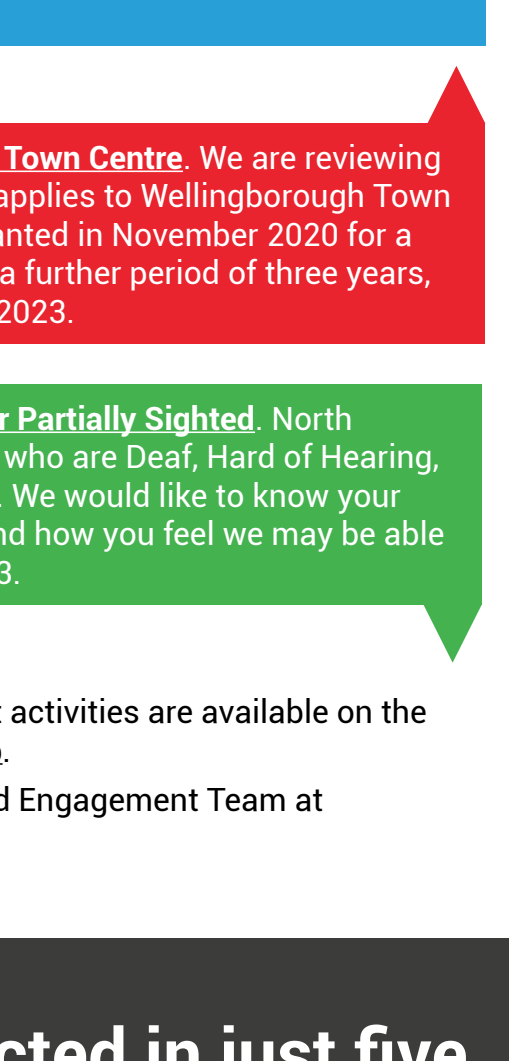 Town Centre. We are reviewing
applies to Wellingborough Town
anted in November 2020 for a
a further period of three years,
2023.
r Partially Sighted. North
who are Deaf, Hard of Hearing,
. We would like to know your
nd how you feel we may be able
3.
t activities are available on the
.
d Engagement Team at
cted in just five